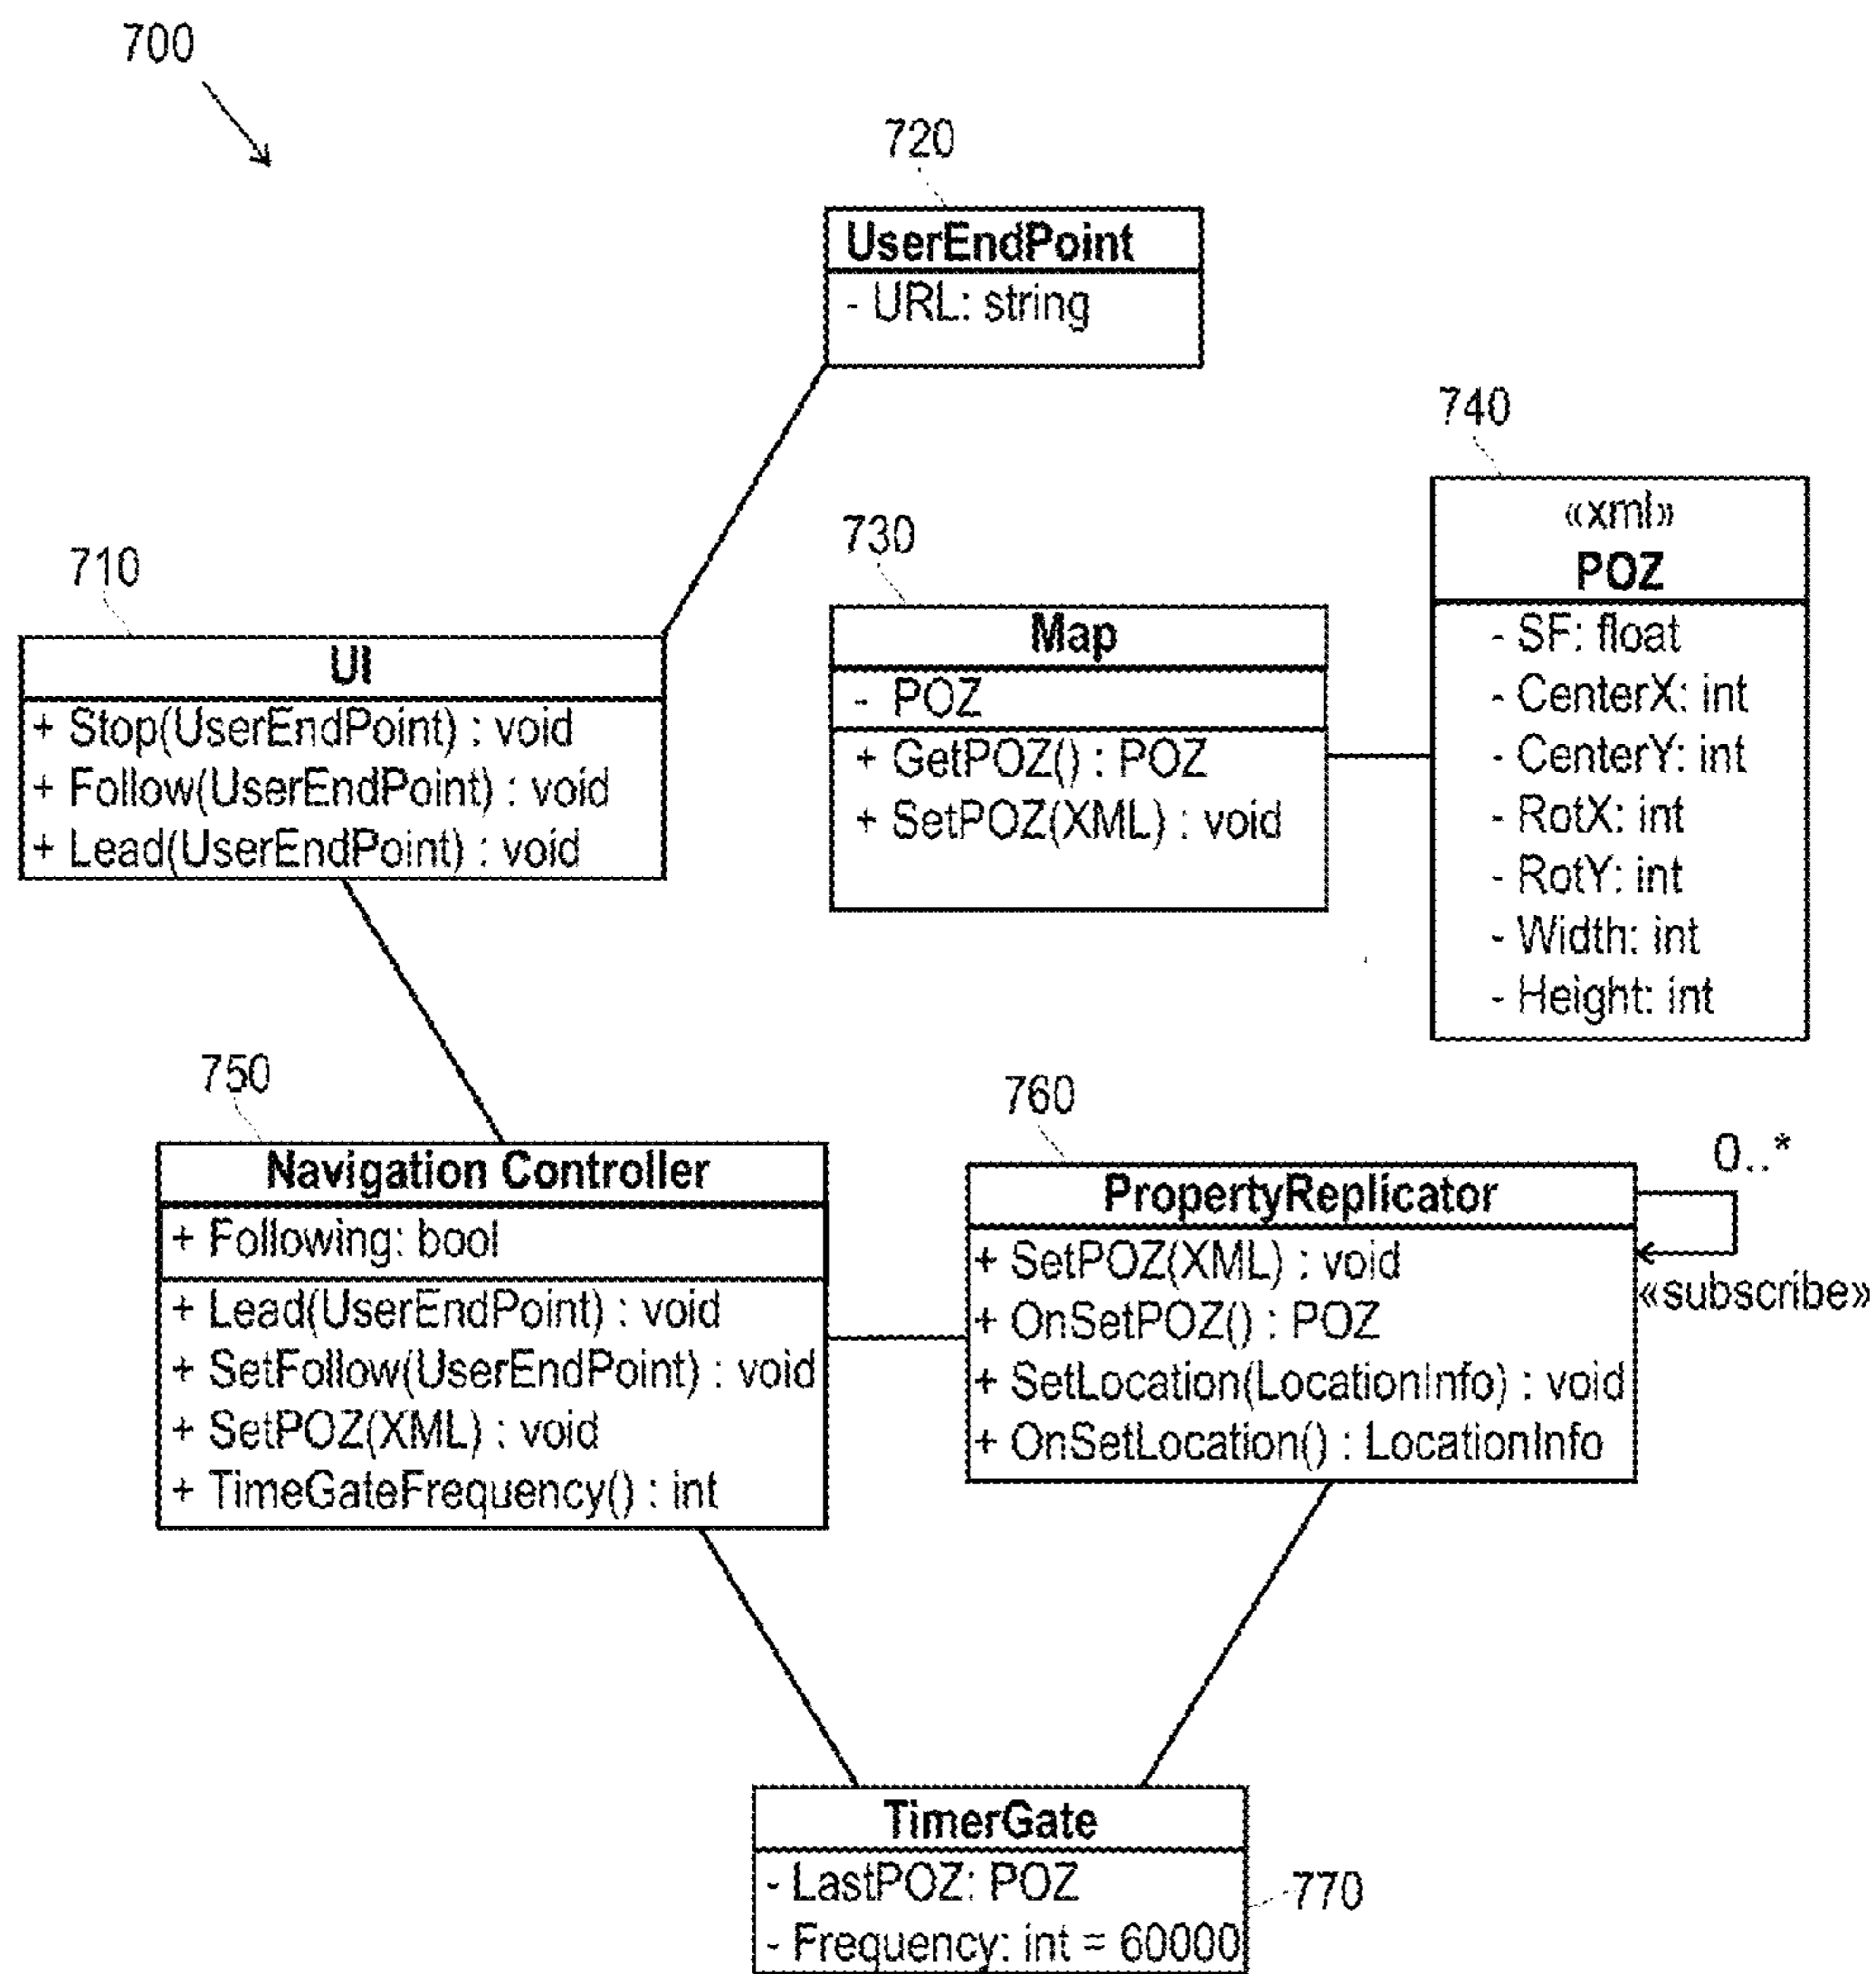 700
720
UserEndPoint
- URL: string
740
«xml»
POZ
- SF: float
- CenterX: int
- CenterY: int
- RotX: int
- RotY: int
- Width: int
- Height: int
730
Map
- POZ
+ GetPOZ() : POZ
+ SetPOZ(XML) : void
710
UI
+ Stop(UserEndPoint) : void
+ Follow(UserEndPoint) : void
+ Lead(UserEndPoint) : void
750
Navigation Controller
+ Following: bool
+ Lead(UserEndPoint) : void
+ SetFollow(UserEndPoint) : void
+ SetPOZ(XML) : void
+ TimeGateFrequency() : int
760
PropertyReplicator
+ SetPOZ(XML) : void
+ OnSetPOZ() : POZ
+ SetLocation(LocationInfo) : void
+ OnSetLocation() : LocationInfo
0..*
«subscribe»
TimerGate
- LastPOZ: POZ
- Frequency: int = 60000
770